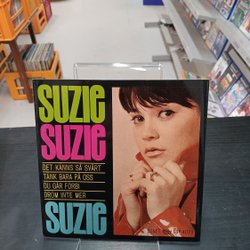 SUZIE
SUZIE
DET KÄNNS SÅ SVÅRT
TÄNK BARA PÅ OSS
DU GÅR FÖRBI
DRÖM INTE MER
SUZIE